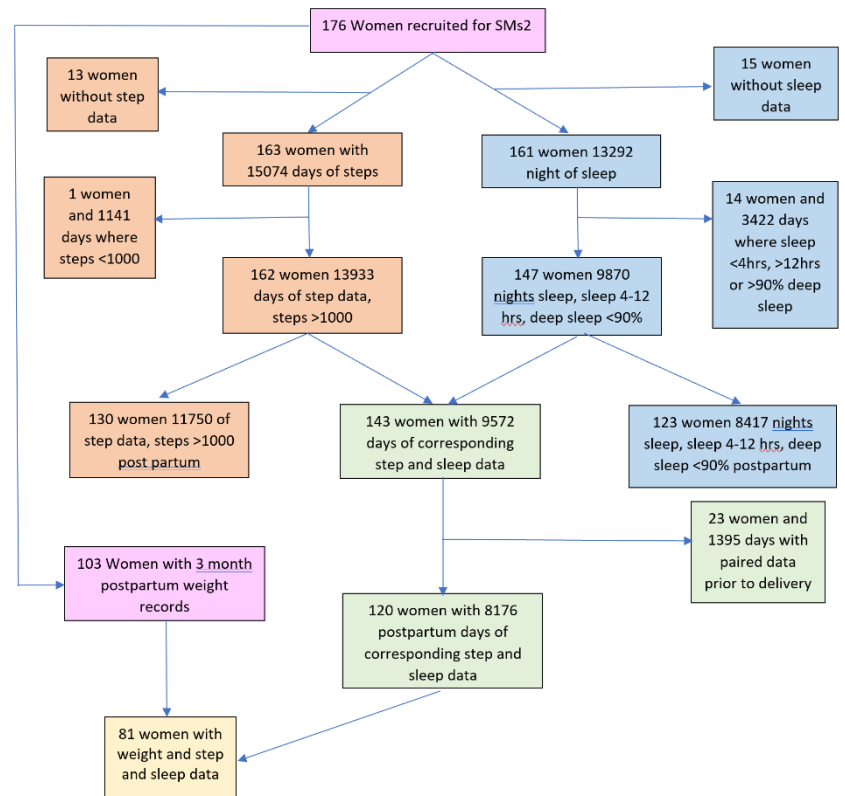 176 Women recruited for SMs2
13 women
without step
data
15 women
without sleep
data
163 women with
15074 days of steps
161 women 13292
night of sleep
1 women
and 1141
days where
steps <1000
14 women and
3422 days
where sleep
<4hrs, >12hrs
or >90% deep
sleep
162 women 13933
days of step data,
steps >1000
147 women 9870
nights sleep, sleep 4-12
hrs, deep sleep <90%
130 women 11750 of
step data, steps >1000
post partum
143 women with 9572
days of corresponding
step and sleep data
123 women 8417 nights
sleep, sleep 4-12 hrs, deep
sleep <90% postpartum
23 women and
1395 days with
paired data
prior to delivery
103 Women with 3 month
postpartum weight
records
120 women with 8176
postpartum days of
corresponding step and
sleep data
81 women with
weight and step
and sleep data